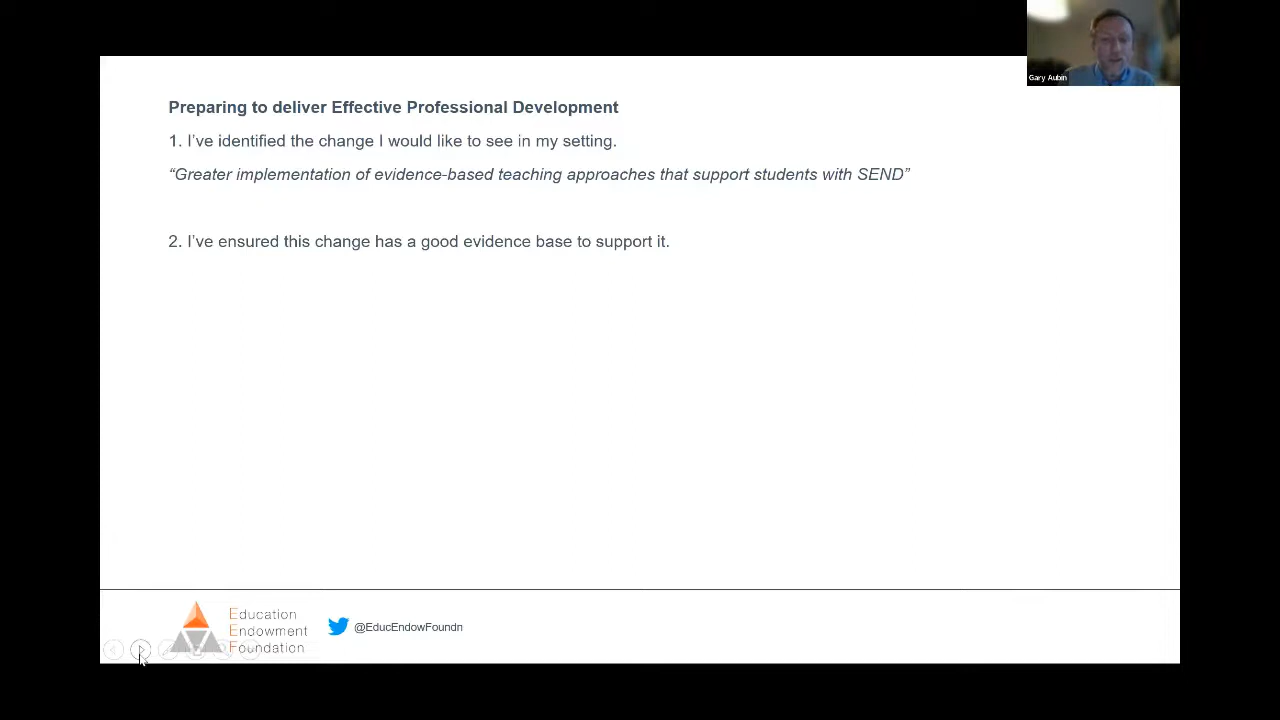 Gary Aubin
Preparing to deliver Effective Professional Development
1. I’ve identified the change I would like to see in my setting.
“Greater implementation of evidence-based teaching approaches that support students with SEND”
2. I’ve ensured this change has a good evidence base to support it.
Education
Endowment
Foundation
@EducEndowFoundn